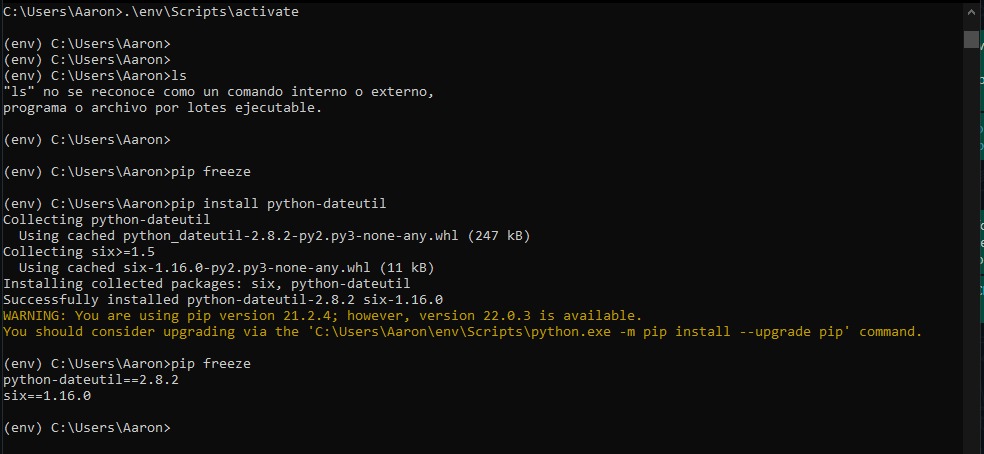 C:\Users\Aaron>.\env\Scripts\activate
(env) C:\Users\Aaron>
(env) C:\Users\Aaron>
(env) C:\Users\Aaron>ls
"ls" no se reconoce como un comando interno o externo,
programa o archivo por lotes ejecutable.
(env) C:\Users\Aaron>
(env) C:\Users\Aaron>pip freeze
(env) C:\Users\Aaron>pip install python-dateutil
Collecting python-dateutil
  Using cached python_dateutil-2.8.2-py2.py3-none-any.whl (247 kB)
Collecting six>=1.5
  Using cached six-1.16.0-py2.py3-none-any.whl (11 kB)
Installing collected packages: six, python-dateutil
Successfully installed python-dateutil-2.8.2 six-1.16.0
WARNING: You are using pip version 21.2.4; however, version 22.0.3 is available.
You should consider upgrading via the 'C:\Users\Aaron\env\Scripts\python.exe -m pip install --upgrade pip' command.
(env) C:\Users\Aaron>pip freeze
python-dateutil==2.8.2
six==1.16.0
(env) C:\Users\Aaron>